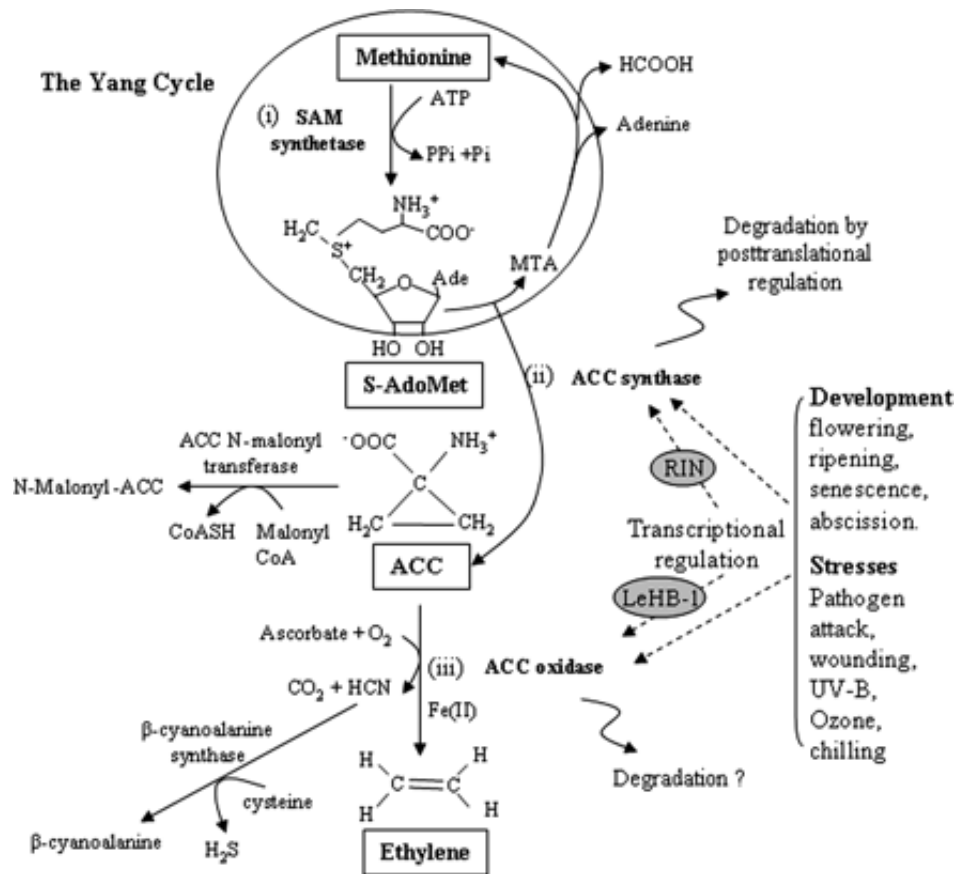 The Yang Cycle
Methionine
HCOOH
(i) SAM
synthetase
ATP
Adenine
PPi +Pi
NH3+
H2C
COO-
S+
CH2
O
Ade
MTA
HO OH
S-AdoMet
Degradation by
posttranslational
regulation
(ii) ACC synthase
Development
flowering,
ripening,
senescence,
abscission.
Stresses
Pathogen
attack,
wounding,
UV-B,
Ozone,
chilling
RIN
Transcriptional
regulation
LeHB-1
ACC N-malonyl
transferase
N-Malonyl-ACC
CoASH
Malonyl
CoA
-OOC
NH3+
C
H2C
CH2
ACC
Ascorbate + O2
(iii) ACC oxidase
CO2 + HCN
Fe(II)
β-cyanoalanine
synthase
cysteine
β-cyanoalanine
H2S
H
H
C
C
H
H
Ethylene
Degradation ?